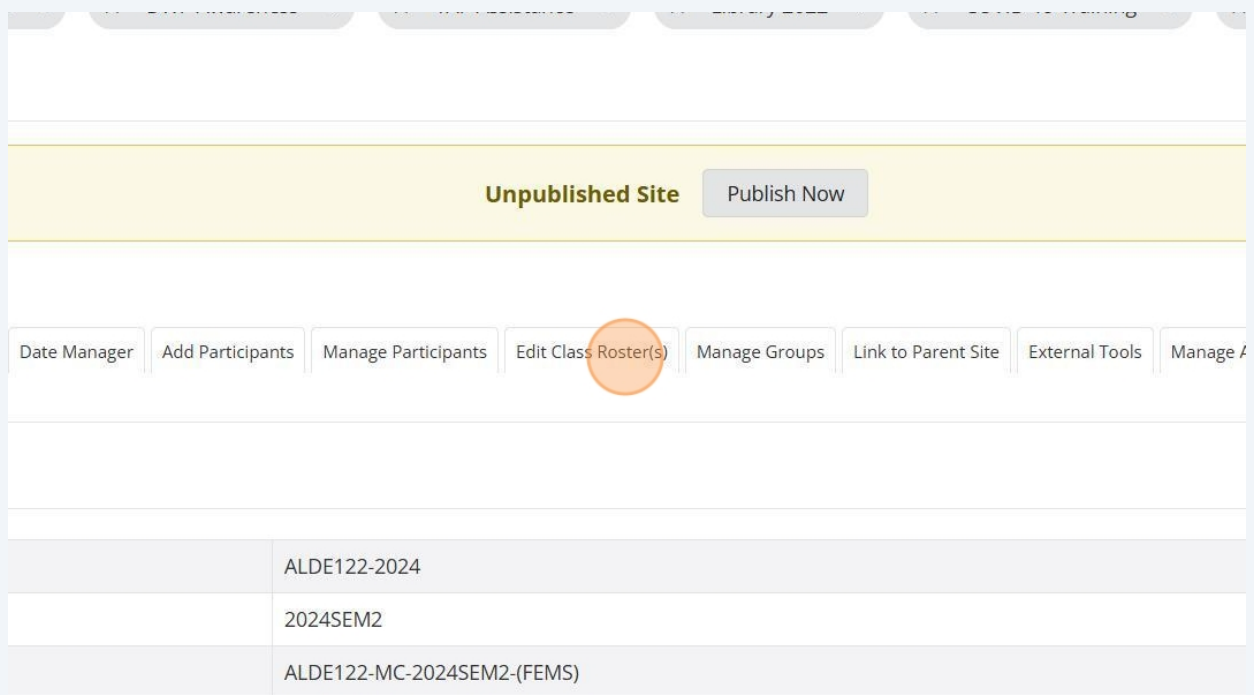 Unpublished Site Publish Now
Date Manager Add Participants Manage Participants Edit Class Roster(s) Manage Groups Link to Parent Site External Tools Manage
ALDE122-2024
2024SEM2
ALDE122-MC-2024SEM2-(FEMS)